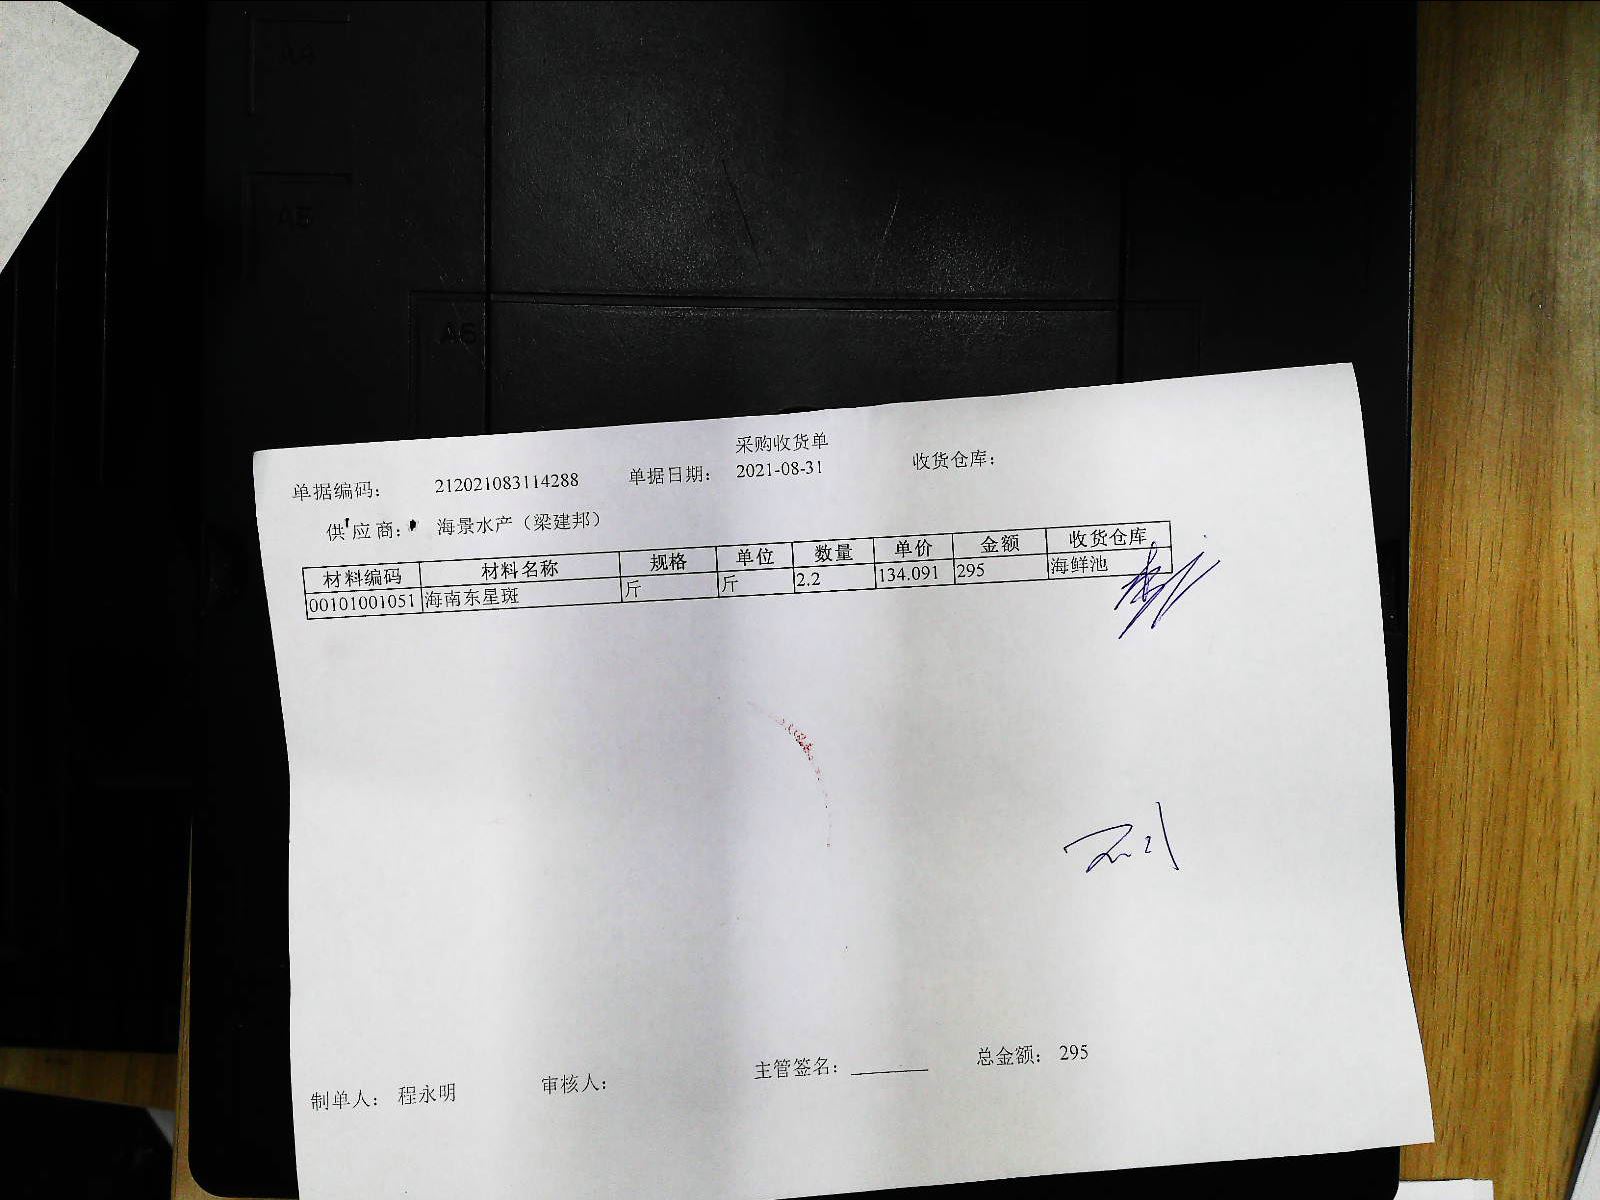 A4
A5
A6
采购收货单
单据编码： 212021083114288 单据日期： 2021-08-31 收货仓库：
供应商： 海景水产（梁建邦）
材料编码 材料名称 规格 单位 数量 单价 金额 收货仓库
00101001051 海南东星斑 斤 斤 2.2 134.091 295 海鲜池
制单人： 程永明 审核人： 主管签名： 总金额： 295